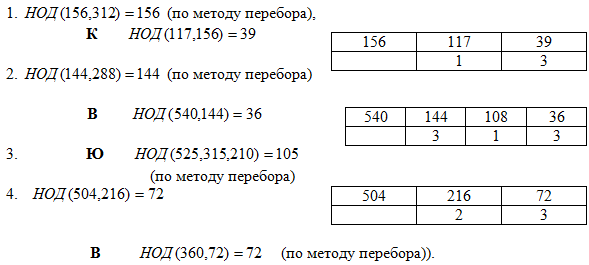 1. НОД(156,312) = 156 (по методу перебора),
К НОД(117,156) = 39
156 117 39
1 3
2. НОД(144,288) = 144 (по методу перебора)
В НОД(540,144) = 36
540 144 108 36
3 1 3
3. Ю НОД(525,315,210) = 105
(по методу перебора)
4. НОД(504,216) = 72
504 216 72
2 3
В НОД(360,72) = 72 (по методу перебора)).